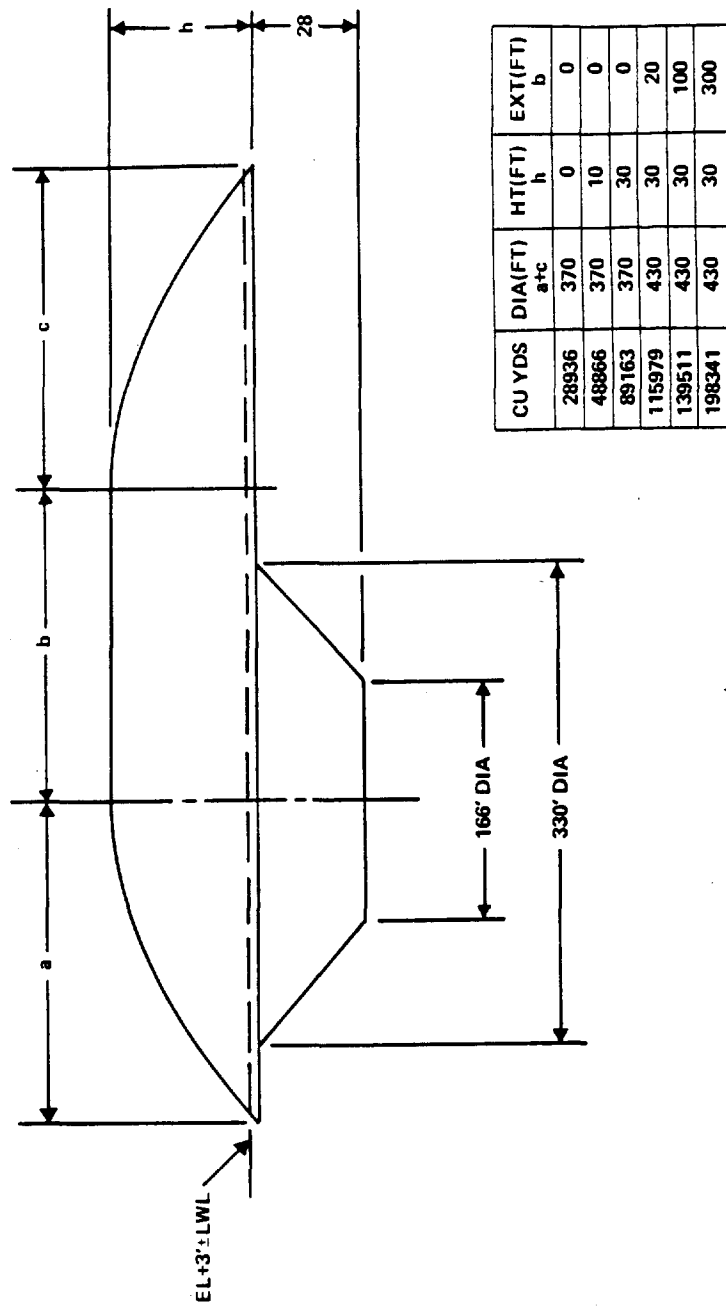 a
b
c
h
28
EL+3'±LWL
166' DIA
330' DIA
CU YDS DIA(FT) a+c HT(FT) h EXT(FT) b
28936 370 0 0
48866 370 10 0
89163 370 30 0
115979 430 30 20
139511 430 30 100
198341 430 30 300